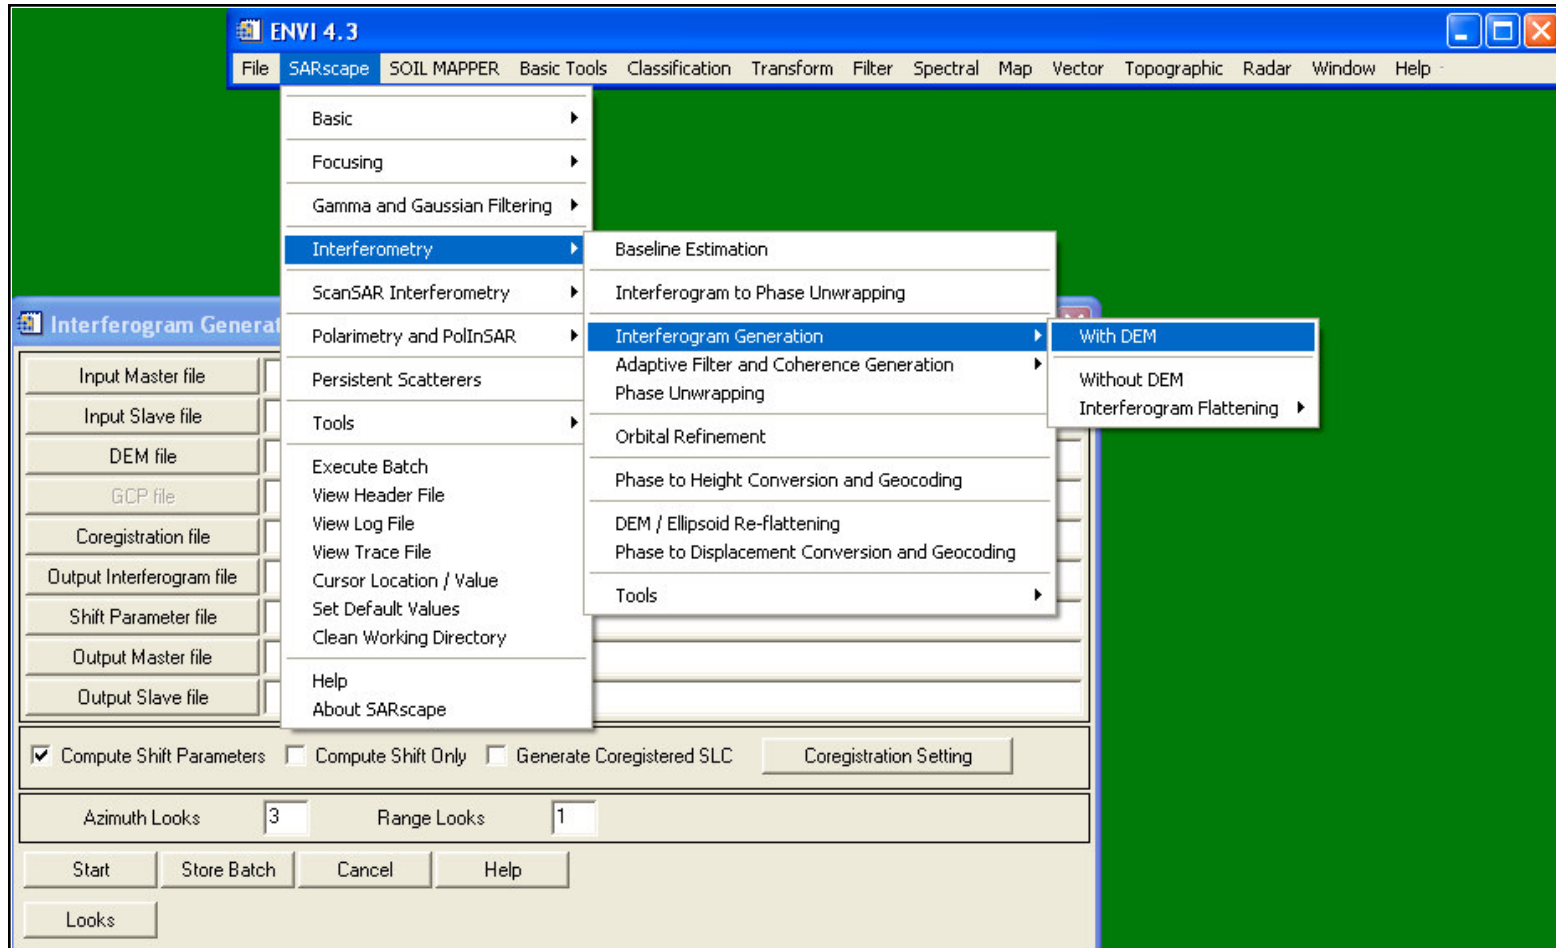 ENVI 4.3
File SARscape SOIL MAPPER Basic Tools Classification Transform Filter Spectral Map Vector Topographic Radar Window Help
Basic
Focusing
Gamma and Gaussian Filtering
Interferometry
ScanSAR Interferometry
Polarimetry and PolInSAR
Persistent Scatterers
Tools
Execute Batch
View Header File
View Log File
View Trace File
Cursor Location / Value
Set Default Values
Clean Working Directory
Help
About SARscape
Baseline Estimation
Interferogram to Phase Unwrapping
Interferogram Generation
Adaptive Filter and Coherence Generation
Phase Unwrapping
Orbital Refinement
Phase to Height Conversion and Geocoding
DEM / Ellipsoid Re-flattening
Phase to Displacement Conversion and Geocoding
Tools
With DEM
Without DEM
Interferogram Flattening
Interferogram Generat
Input Master file
Input Slave file
DEM file
GCP file
Coregistration file
Output Interferogram file
Shift Parameter file
Output Master file
Output Slave file
Compute Shift Parameters Compute Shift Only Generate Coregistered SLC Coregistration Setting
Azimuth Looks 3 Range Looks 1
Start Store Batch Cancel Help
Looks